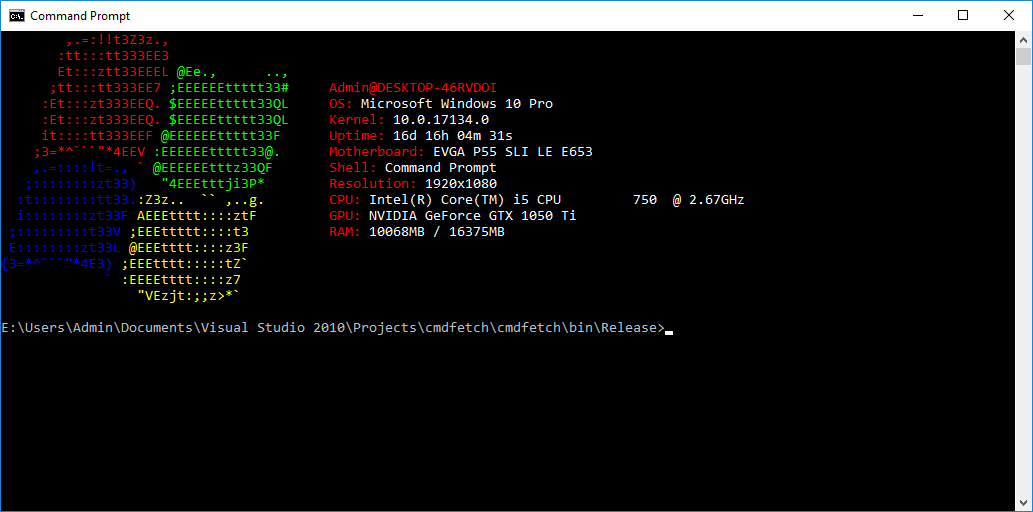 Command Prompt
,.=:!!t3Z3z.,
:tt:::tt333EE3
Et:::ztt33EEEL @Ee.,      ..,
;tt:::tt333EE7 ;EEEEEEttttt33#     Admin@DESKTOP-46RVDOI
:Et:::zt333EEQ. $EEEEEttttt33QL     OS: Microsoft Windows 10 Pro
:Et:::zt333EEQ. $EEEEEttttt33QL     Kernel: 10.0.17134.0
it::::tt333EEF @EEEEEEttttt33F      Uptime: 16d 16h 04m 31s
;3=*^```"*4EEV :EEEEEEttttt33@.      Motherboard: EVGA P55 SLI LE E653
,.=::::!t=., ` @EEEEEEtttz33QF       Shell: Command Prompt
;::::::::zt33)   "4EEEtttji3P*        Resolution: 1920x1080
:t::::::::tt33.:Z3z..  `` ,..g.        CPU: Intel(R) Core(TM) i5 CPU         750  @ 2.67GHz
i::::::::zt33F AEEEtttt::::ztF         GPU: NVIDIA GeForce GTX 1050 Ti
;:::::::::t33V ;EEEttttt::::t3          RAM: 10068MB / 16375MB
E::::::::zt33L @EEEtttt::::z3F
{3=*^```"*4E3) ;EEEtttt:::::tZ`
` :EEEEtttt::::z7
"VEzjt:;;z>*`
E:\Users\Admin\Documents\Visual Studio 2010\Projects\cmdfetch\cmdfetch\bin\Release>